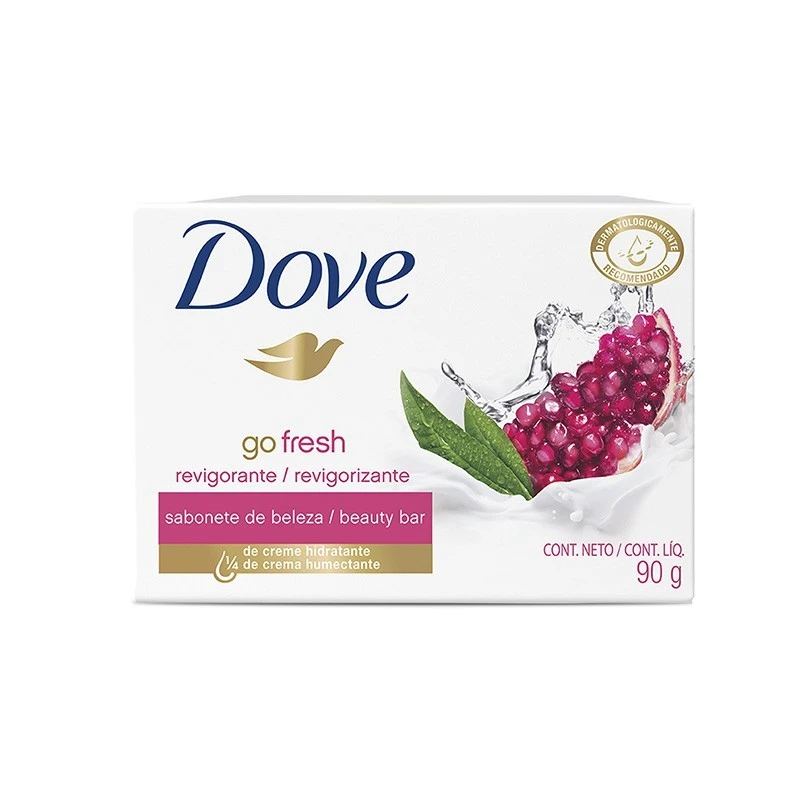 Dove
DERMATOLOGICAMENTE
RECOMENDADO
go fresh
revigorante / revigorizante
sabonete de beleza / beauty bar
1/4 de creme hidratante
de crema humectante
CONT. NETO / CONT. LÍQ.
90 g